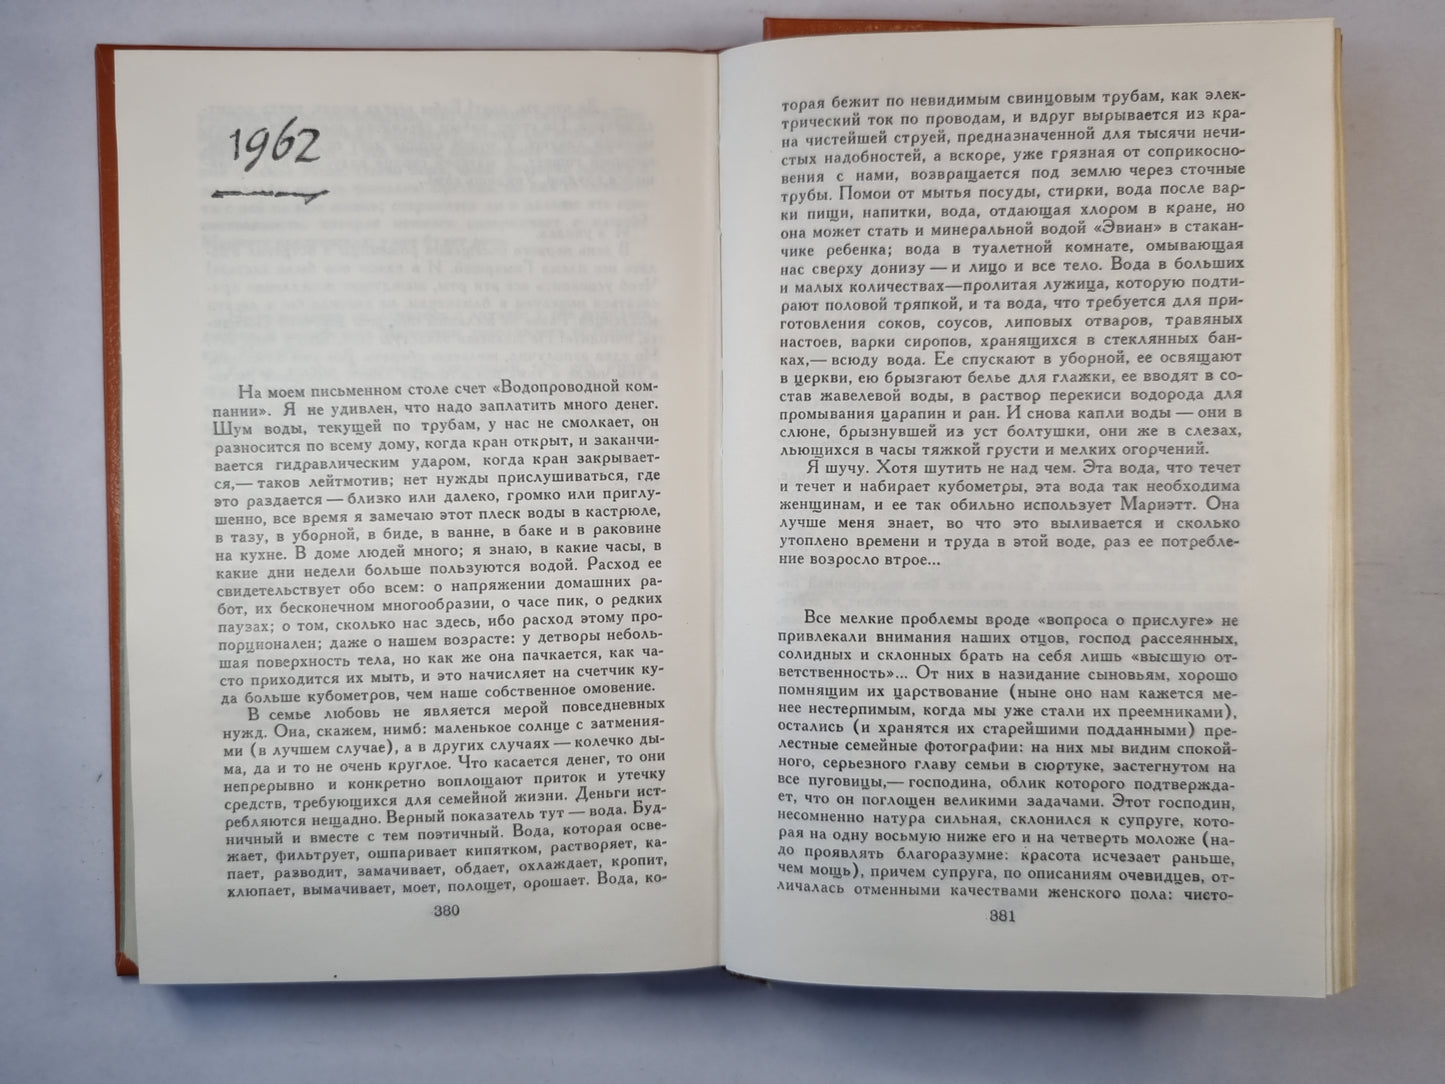 1962
На моем письменном столе счет «Водопроводной ком-
пании». Я не удивлен, что надо заплатить много денег.
Шум воды, текущей по трубам, у нас не смолкает, он
разносится по всему дому, когда кран открыт, и заканчи-
вается гидравлическим ударом, когда кран закрывает-
ся,— таков лейтмотив; нет нужды прислушиваться, где
это раздается — близко или далеко, громко или приглу-
шенно, все время я замечаю этот плеск воды в кастрюле,
в тазу, в уборной, в биде, в ванне, в баке и в раковине
на кухне. В доме людей много; я знаю, в какие часы, в
какие дни недели больше пользуются водой. Расход ее
свидетельствует обо всем: о напряжении домашних ра-
бот, их бесконечном многообразии, о часе пик, о редких
паузах; о том, сколько нас здесь, ибо расход этому про-
порционален; даже о нашем возрасте: у детворы неболь-
шая поверхность тела, но как же она пачкается, как ча-
сто приходится их мыть, и это начисляет на счетчик ку-
да больше кубометров, чем наше собственное омовение.
В семье любовь не является мерой повседневных
нужд. Она, скажем, нимб: маленькое солнце с затмения-
ми (в лучшем случае), а в других случаях — колечко ды-
ма, да и то не очень круглое. Что касается денег, то они
непрерывно и конкретно воплощают приток и утечку
средств, требующихся для семейной жизни. Деньги ист-
ребляются нещадно. Верный показатель тут — вода. Буд-
ничный и вместе с тем поэтичный. Вода, которая осве-
жает, фильтрует, ошпаривает кипятком, растворяет, ка-
пает, разводит, замачивает, обдает, охлаждает, кропит,
хлюпает, вымачивает, моет, полощет, орошает. Вода, ко-
380
торая бежит по невидимым свинцовым трубам, как элек-
трический ток по проводам, и вдруг вырывается из кра-
на чистейшей струей, предназначенной для тысячи нечи-
стых надобностей, а вскоре, уже грязная от соприкосно-
вения с нами, возвращается под землю через сточные
трубы. Помои от мытья посуды, стирки, вода после вар-
ки пищи, напитки, вода, отдающая хлором в кране, но
она может стать и минеральной водой «Эвиан» в стакан-
чике ребенка; вода в туалетной комнате, омывающая
нас сверху донизу — и лицо и все тело. Вода в больших
и малых количествах—пролитая лужица, которую подти-
рают половой тряпкой, и та вода, что требуется для при-
готовления соков, соусов, липовых отваров, травяных
настоев, варки сиропов, хранящихся в стеклянных бан-
ках,— всюду вода. Ее спускают в уборной, ее освящают
в церкви, ею брызгают белье для глажки, ее вводят в со-
став жавелевой воды, в раствор перекиси водорода для
промывания царапин и ран. И снова капли воды — они в
слюне, брызнувшей из уст болтушки, они же в слезах,
льющихся в часы тяжкой грусти и мелких огорчений.
Я шучу. Хотя шутить не над чем. Эта вода, что течет
и течет и набирает кубометры, эта вода так необходима
женщинам, и ее так обильно использует Мариэтт. Она
лучше меня знает, во что это выливается и сколько
утоплено времени и труда в этой воде, раз ее потребле-
ние возросло втрое...
Все мелкие проблемы вроде «вопроса о прислуге» не
привлекали внимания наших отцов, господ рассеянных,
солидных и склонных брать на себя лишь «высшую от-
ветственность»... От них в назидание сыновьям, хорошо
помнящим их царствование (ныне оно нам кажется ме-
нее нестерпимым, когда мы уже стали их преемниками),
остались (и хранятся их старейшими подданными) пре-
лестные семейные фотографии: на них мы видим спокой-
ного, серьезного главу семьи в сюртуке, застегнутом на
все пуговицы,— господина, облик которого подтвержда-
ет, что он поглощен великими задачами. Этот господин,
несомненно натура сильная, склонился к супруге, кото-
рая на одну восьмую ниже его и на четверть моложе (на-
до проявлять благоразумие: красота исчезает раньше,
чем мощь), причем супруга, по описаниям очевидцев, от-
личалась отменными качествами женского пола: чисто-
381